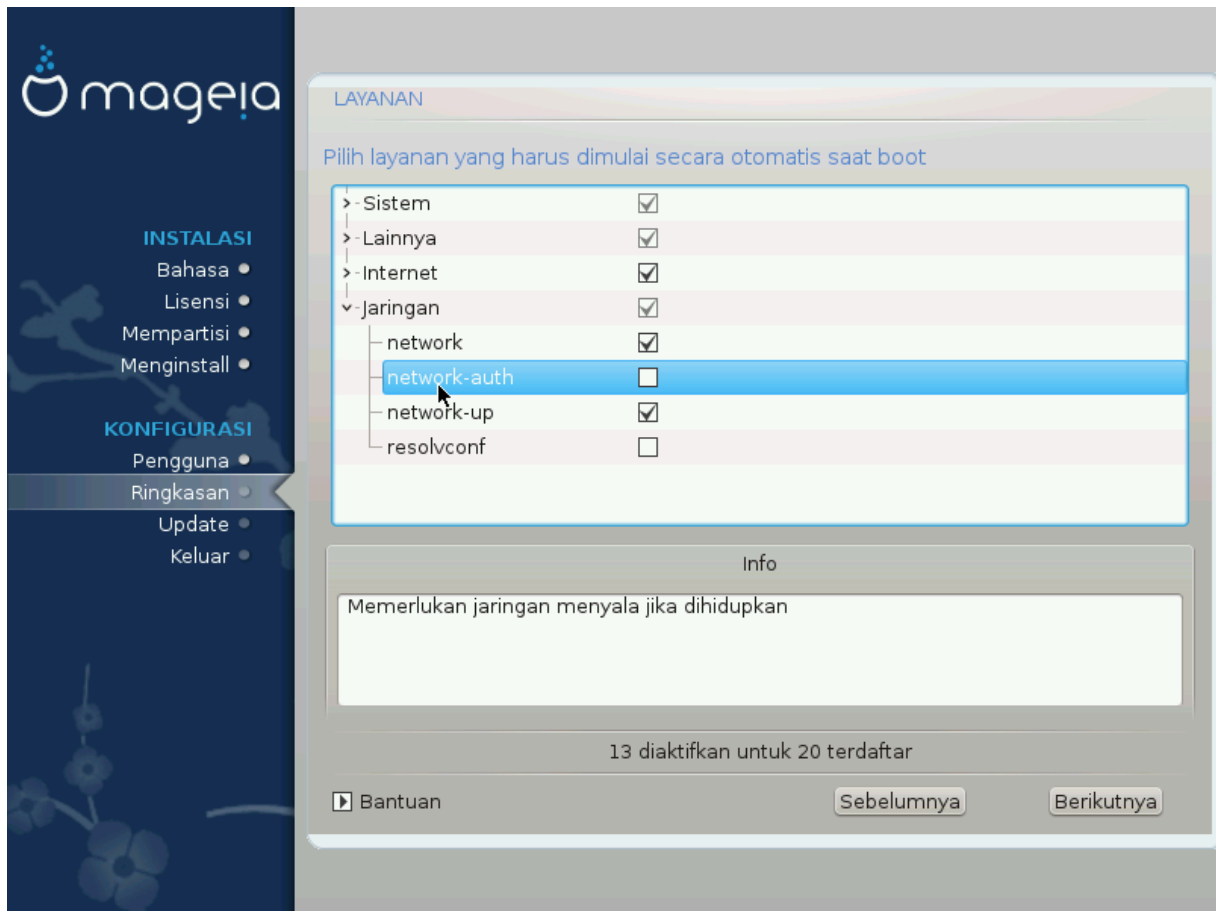 mageia
INSTALASI
Bahasa
Lisensi
Mempartisi
Menginstall
KONFIGURASI
Pengguna
Ringkasan
Update
Keluar
LAYANAN
Pilih layanan yang harus dimulai secara otomatis saat boot
Sistem
Lainnya
Internet
Jaringan
network
network-auth
network-up
resolvconf
Info
Memerlukan jaringan menyala jika dihidupkan
13 diaktifkan untuk 20 terdaftar
Bantuan
Sebelumnya
Berikutnya